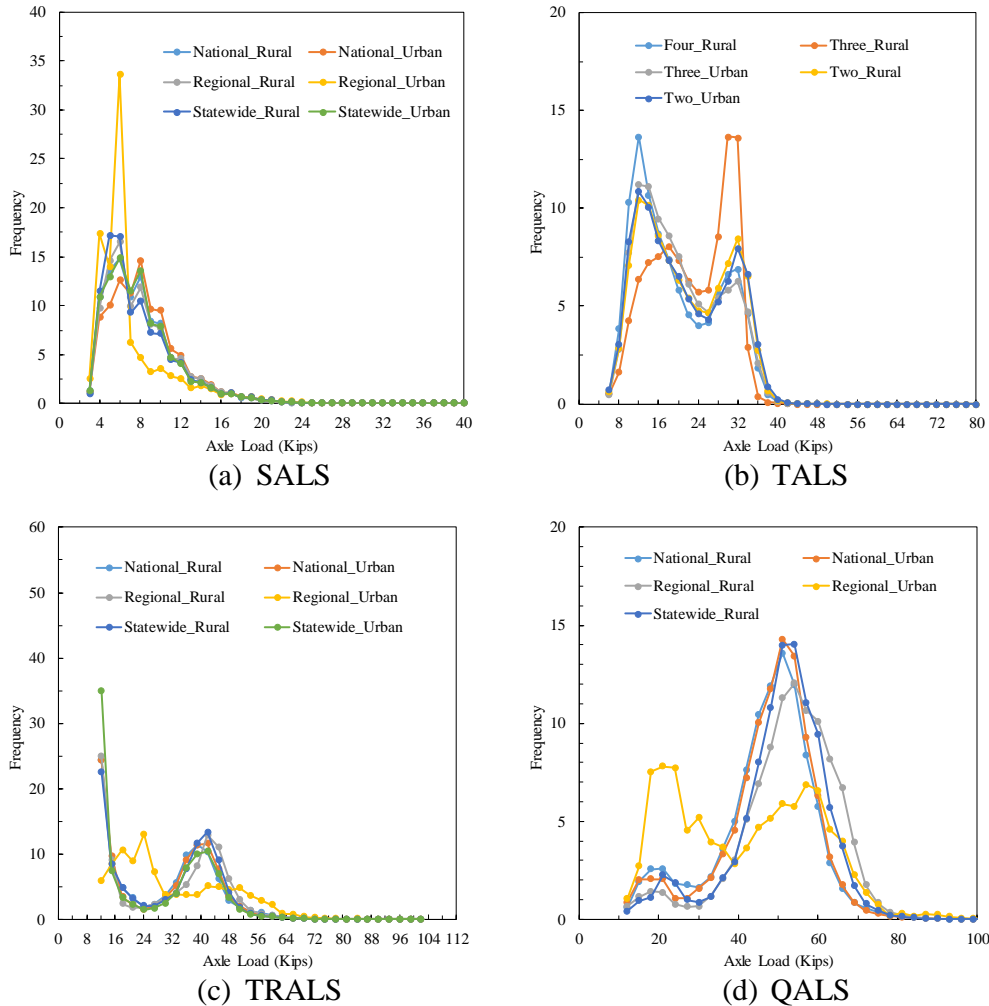 40
35
30
25
20
15
10
5
0
Frequency
National_Rural National_Urban
Regional_Rural Regional_Urban
Statewide_Rural Statewide_Urban
0 4 8 12 16 20 24 28 32 36 40
Axle Load (Kips)
(a) SALS
20
15
10
5
0
Frequency
Four_Rural Three_Rural
Three_Urban Two_Rural
Two_Urban
0 8 16 24 32 40 48 56 64 72 80
Axle Load (Kips)
(b) TALS
60
50
40
30
20
10
0
Frequency
National_Rural National_Urban
Regional_Rural Regional_Urban
Statewide_Rural Statewide_Urban
0 8 16 24 32 40 48 56 64 72 80 88 96 104 112
Axle Load (Kips)
(c) TRALS
20
15
10
5
0
Frequency
National_Rural National_Urban
Regional_Rural Regional_Urban
Statewide_Rural
0 20 40 60 80 100
Axle Load (Kips)
(d) QALS